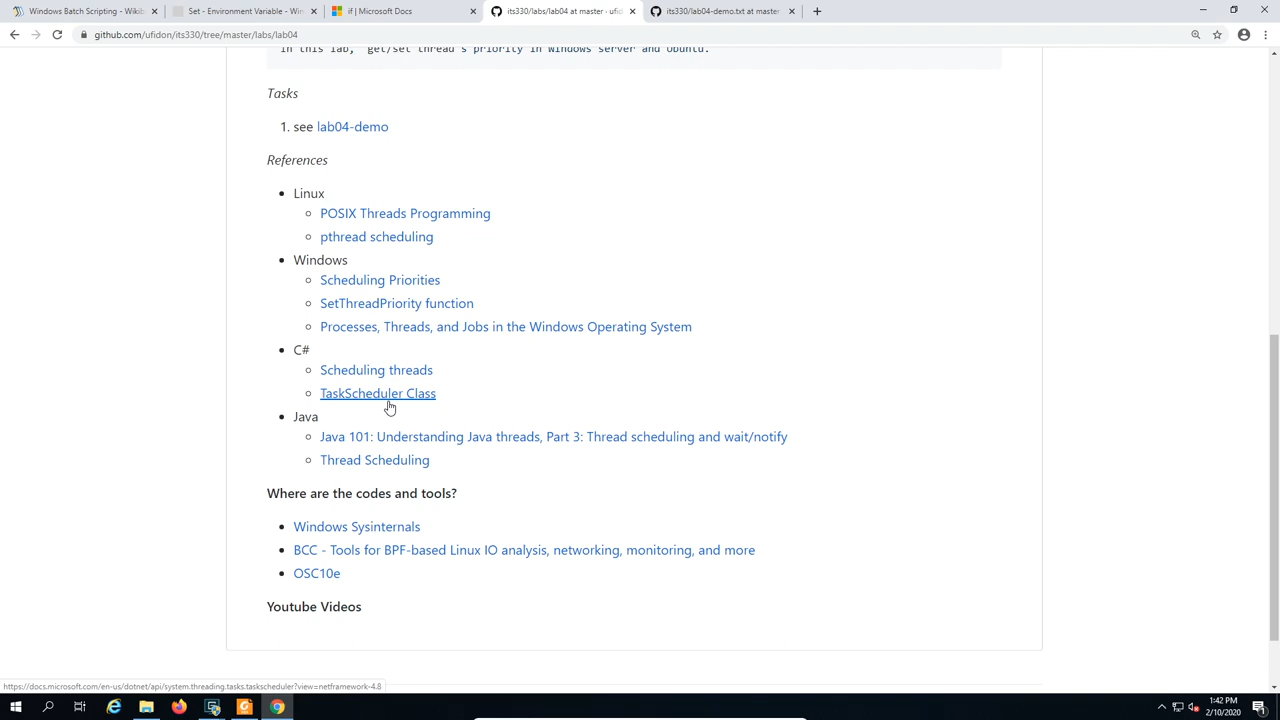 Windows Batch Scripting - Wikib
Set - Environment Variable - Win
if | Microsoft Docs
its330/labs/lab04 at master · ufid
its330/lab04-demo.txt at master
github.com/ufidon/its330/tree/master/labs/lab04
in this lab, get/set thread's priority in Windows server and Ubuntu.
Tasks
1. see lab04-demo
References
Linux
POSIX Threads Programming
pthread scheduling
Windows
Scheduling Priorities
SetThreadPriority function
Processes, Threads, and Jobs in the Windows Operating System
C#
Scheduling threads
TaskScheduler Class
Java
Java 101: Understanding Java threads, Part 3: Thread scheduling and wait/notify
Thread Scheduling
Where are the codes and tools?
Windows Sysinternals
BCC - Tools for BPF-based Linux IO analysis, networking, monitoring, and more
OSC10e
Youtube Videos
https://docs.microsoft.com/en-us/dotnet/api/system.threading.tasks.taskscheduler?view=netframework-4.8
1:42 PM
2/10/2020